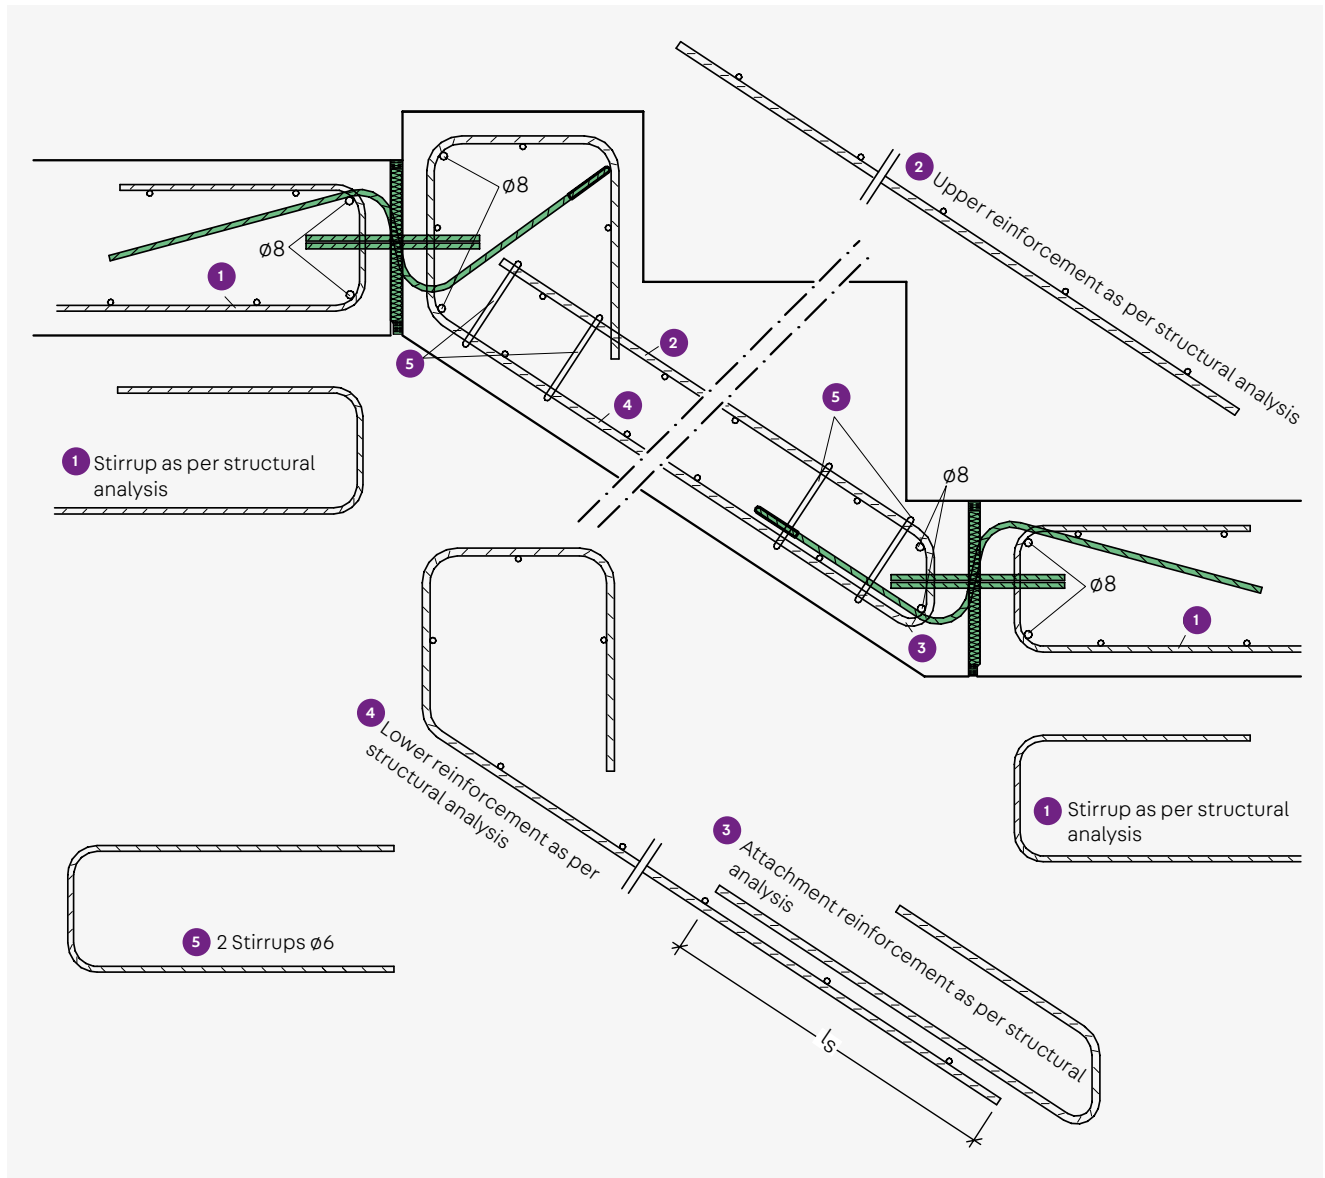 2 Upper reinforcement as per structural analysis
ø8
ø8
1
5
2
4
5
ø8
1 Stirrup as per structural
analysis
ø8
1
3
4 Lower reinforcement as per
structural analysis
1 Stirrup as per structural
analysis
3 Attachment reinforcement as per structural
analysis
5 2 Stirrups ø6
ls